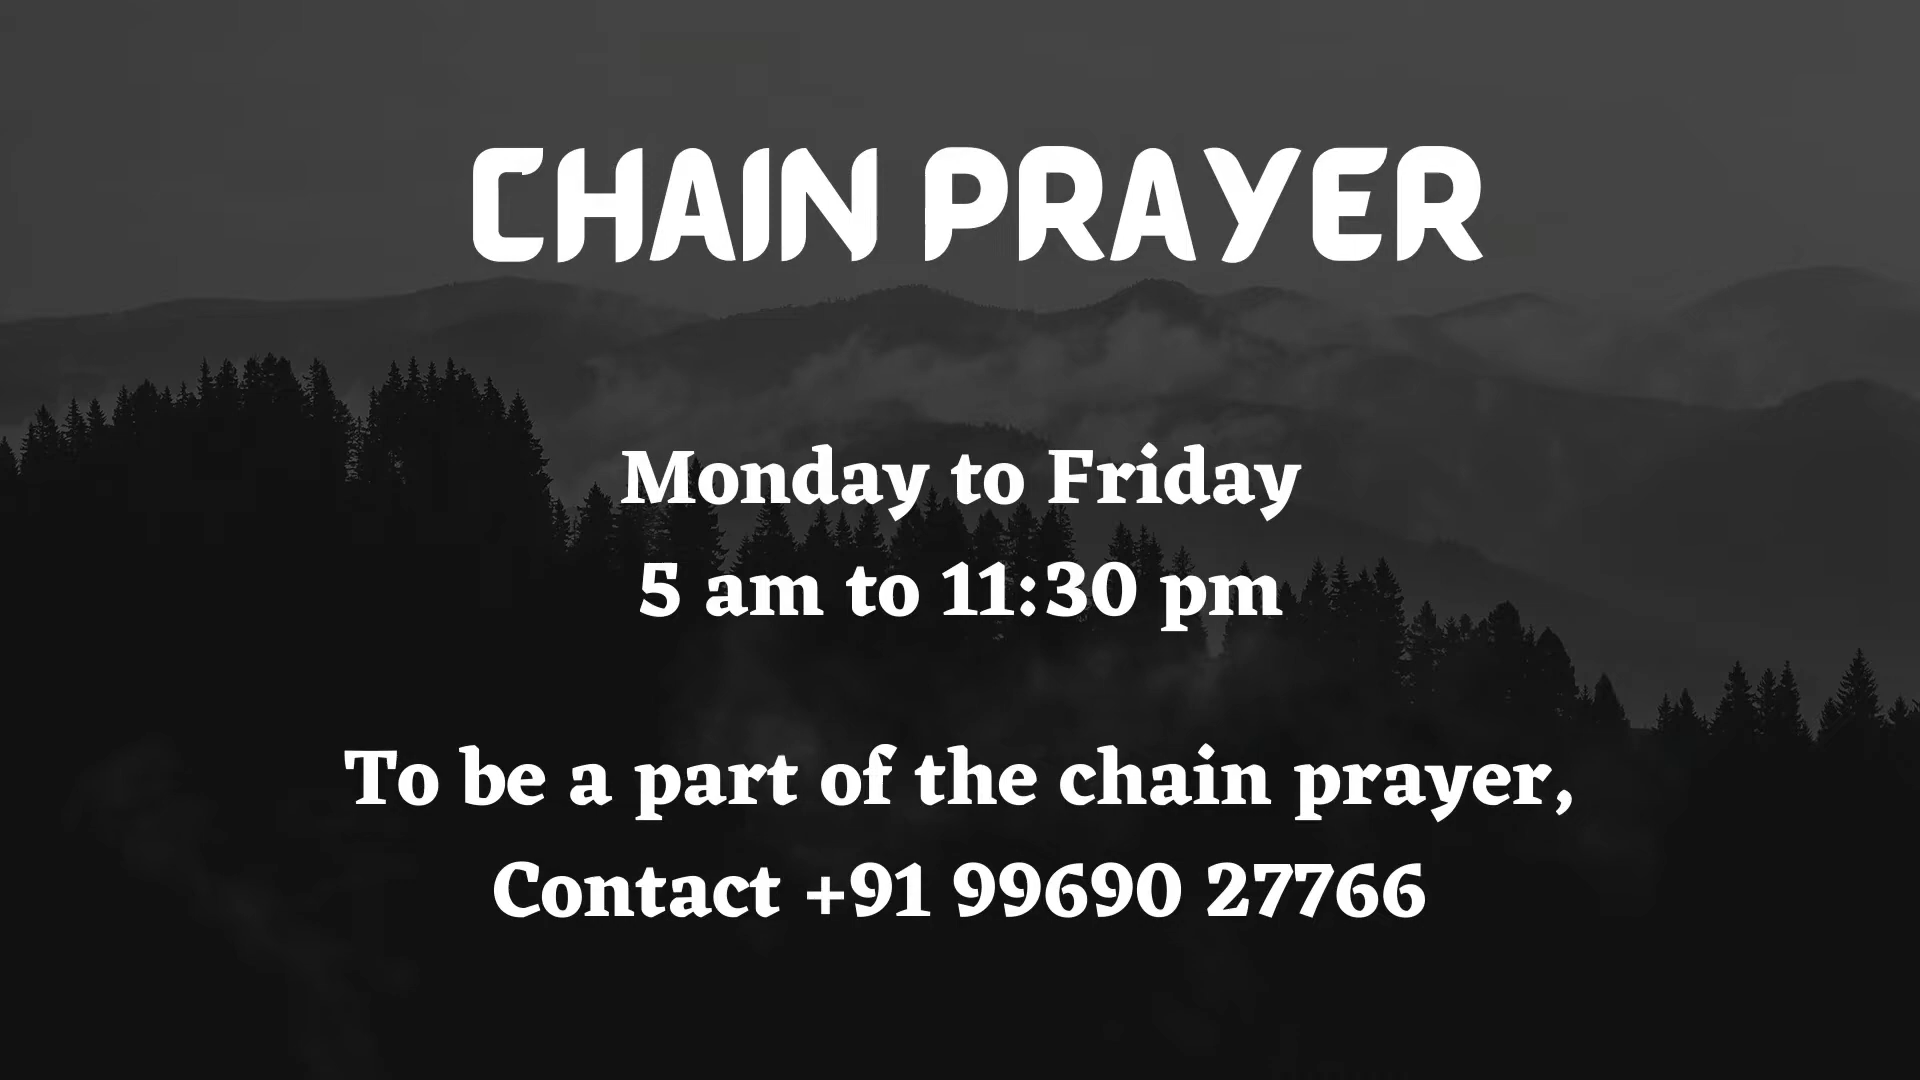 CHAIN PRAYER
Monday to Friday
5 am to 11:30 pm
To be a part of the chain prayer,
Contact +91 99690 27766